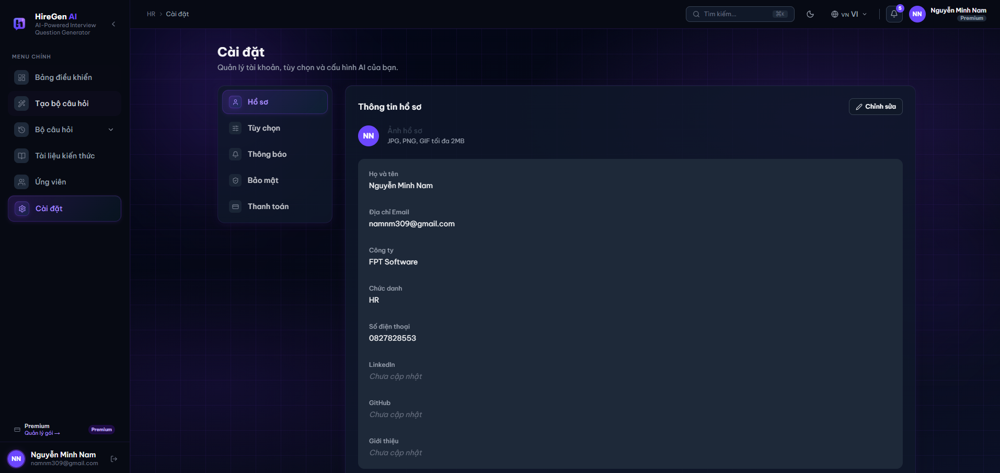 HireGen AI
AI-Powered Interview
Question Generator
MENU CHÍNH
Bảng điều khiển
Tạo bộ câu hỏi
Bộ câu hỏi
Tài liệu kiến thức
Ứng viên
Cài đặt
Premium
Quản lý gói →
Premium
NN
Nguyễn Minh Nam
namnm309@gmail.com
HR > Cài đặt
Tìm kiếm...
⌘K
VN VI
5
NN
Nguyễn Minh Nam
Premium
Cài đặt
Quản lý tài khoản, tùy chọn và cấu hình AI của bạn.
Hồ sơ
Tùy chọn
Thông báo
Bảo mật
Thanh toán
Thông tin hồ sơ
Chỉnh sửa
NN
Ảnh hồ sơ
JPG, PNG, GIF tối đa 2MB
Họ và tên
Nguyễn Minh Nam
Địa chỉ Email
namnm309@gmail.com
Công ty
FPT Software
Chức danh
HR
Số điện thoại
0827828553
LinkedIn
Chưa cập nhật
GitHub
Chưa cập nhật
Giới thiệu
Chưa cập nhật